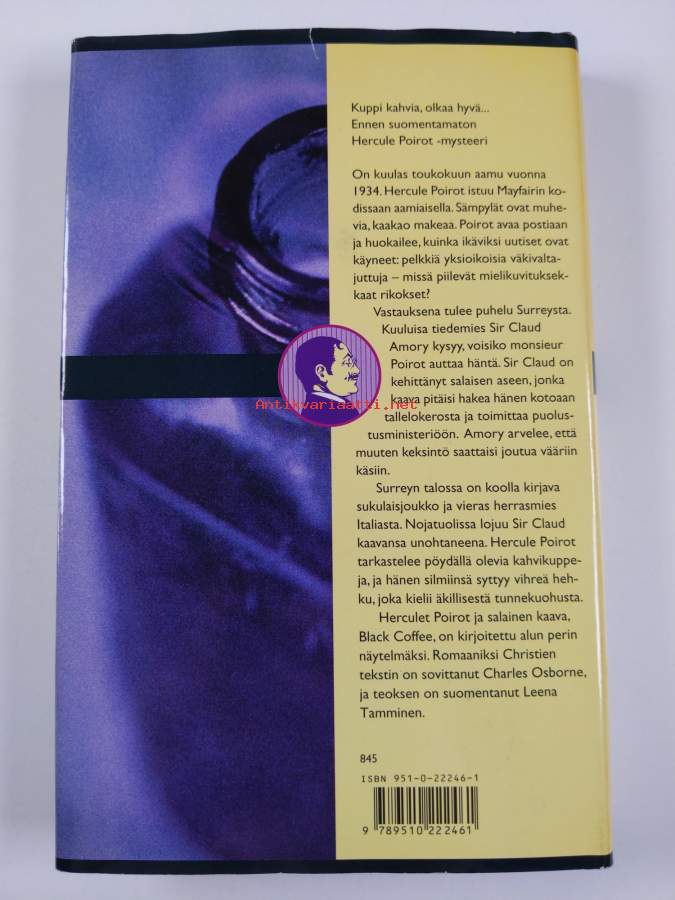 Kuppi kahvia, olkaa hyvä...
Ennen suomentamaton
Hercule Poirot -mysteeri
On kuulas toukokuun aamu vuonna
1934. Hercule Poirot istuu Mayfairin ko-
dissaan aamiaisella. Sämpylät ovat muhe-
via, kaakao makeaa. Poirot avaa postiaan
ja huokailee, kuinka ikäviksi uutiset ovat
käyneet: pelkkiä yksioikoisia väkivalta-
juttuja – missä piilevät mielikuvituksek-
kaat rikokset?
Vastauksena tulee puhelu Surreysta.
Kuuluisa tiedemies Sir Claud
Amory kysyy, voisiko monsieur
Poirot auttaa häntä. Sir Claud on
kehittänyt salaisen aseen, jonka
kaava pitäisi hakea hänen kotoaan
Antikvariaatti.net
tallelokerosta ja toimittaa puolus-
tusministeriöön. Amory arvelee, että
muuten keksintö saattaisi joutua vääriin
käsiin.
Surreyn talossa on koolla kirjava
sukulaisjoukko ja vieras herrasmies
Italiasta. Nojatuolissa lojuu Sir Claud
kaavansa unohtaneena. Hercule Poirot
tarkastelee pöydällä olevia kahvikuppe-
ja, ja hänen silmiinsä syttyy vihreä heh-
ku, joka kielii äkillisestä tunnekuohusta.
Herculet Poirot ja salainen kaava,
Black Coffee, on kirjoitettu alun perin
näytelmäksi. Romaaniksi Christien
tekstin on sovittanut Charles Osborne,
ja teoksen on suomentanut Leena
Tamminen.
845
ISBN 951-0-22246-1
9 789510 222461